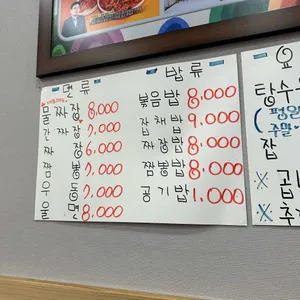 면류
물짜장 8,000
간짜장 7,000
짜장 6,000
짬뽕 7,000
우동 7,000
울면 8,000
밥류
볶음밥 8,000
잡채밥 9,000
짜장밥 8,000
짬뽕밥 8,000
공기밥 1,000
탕수
잡